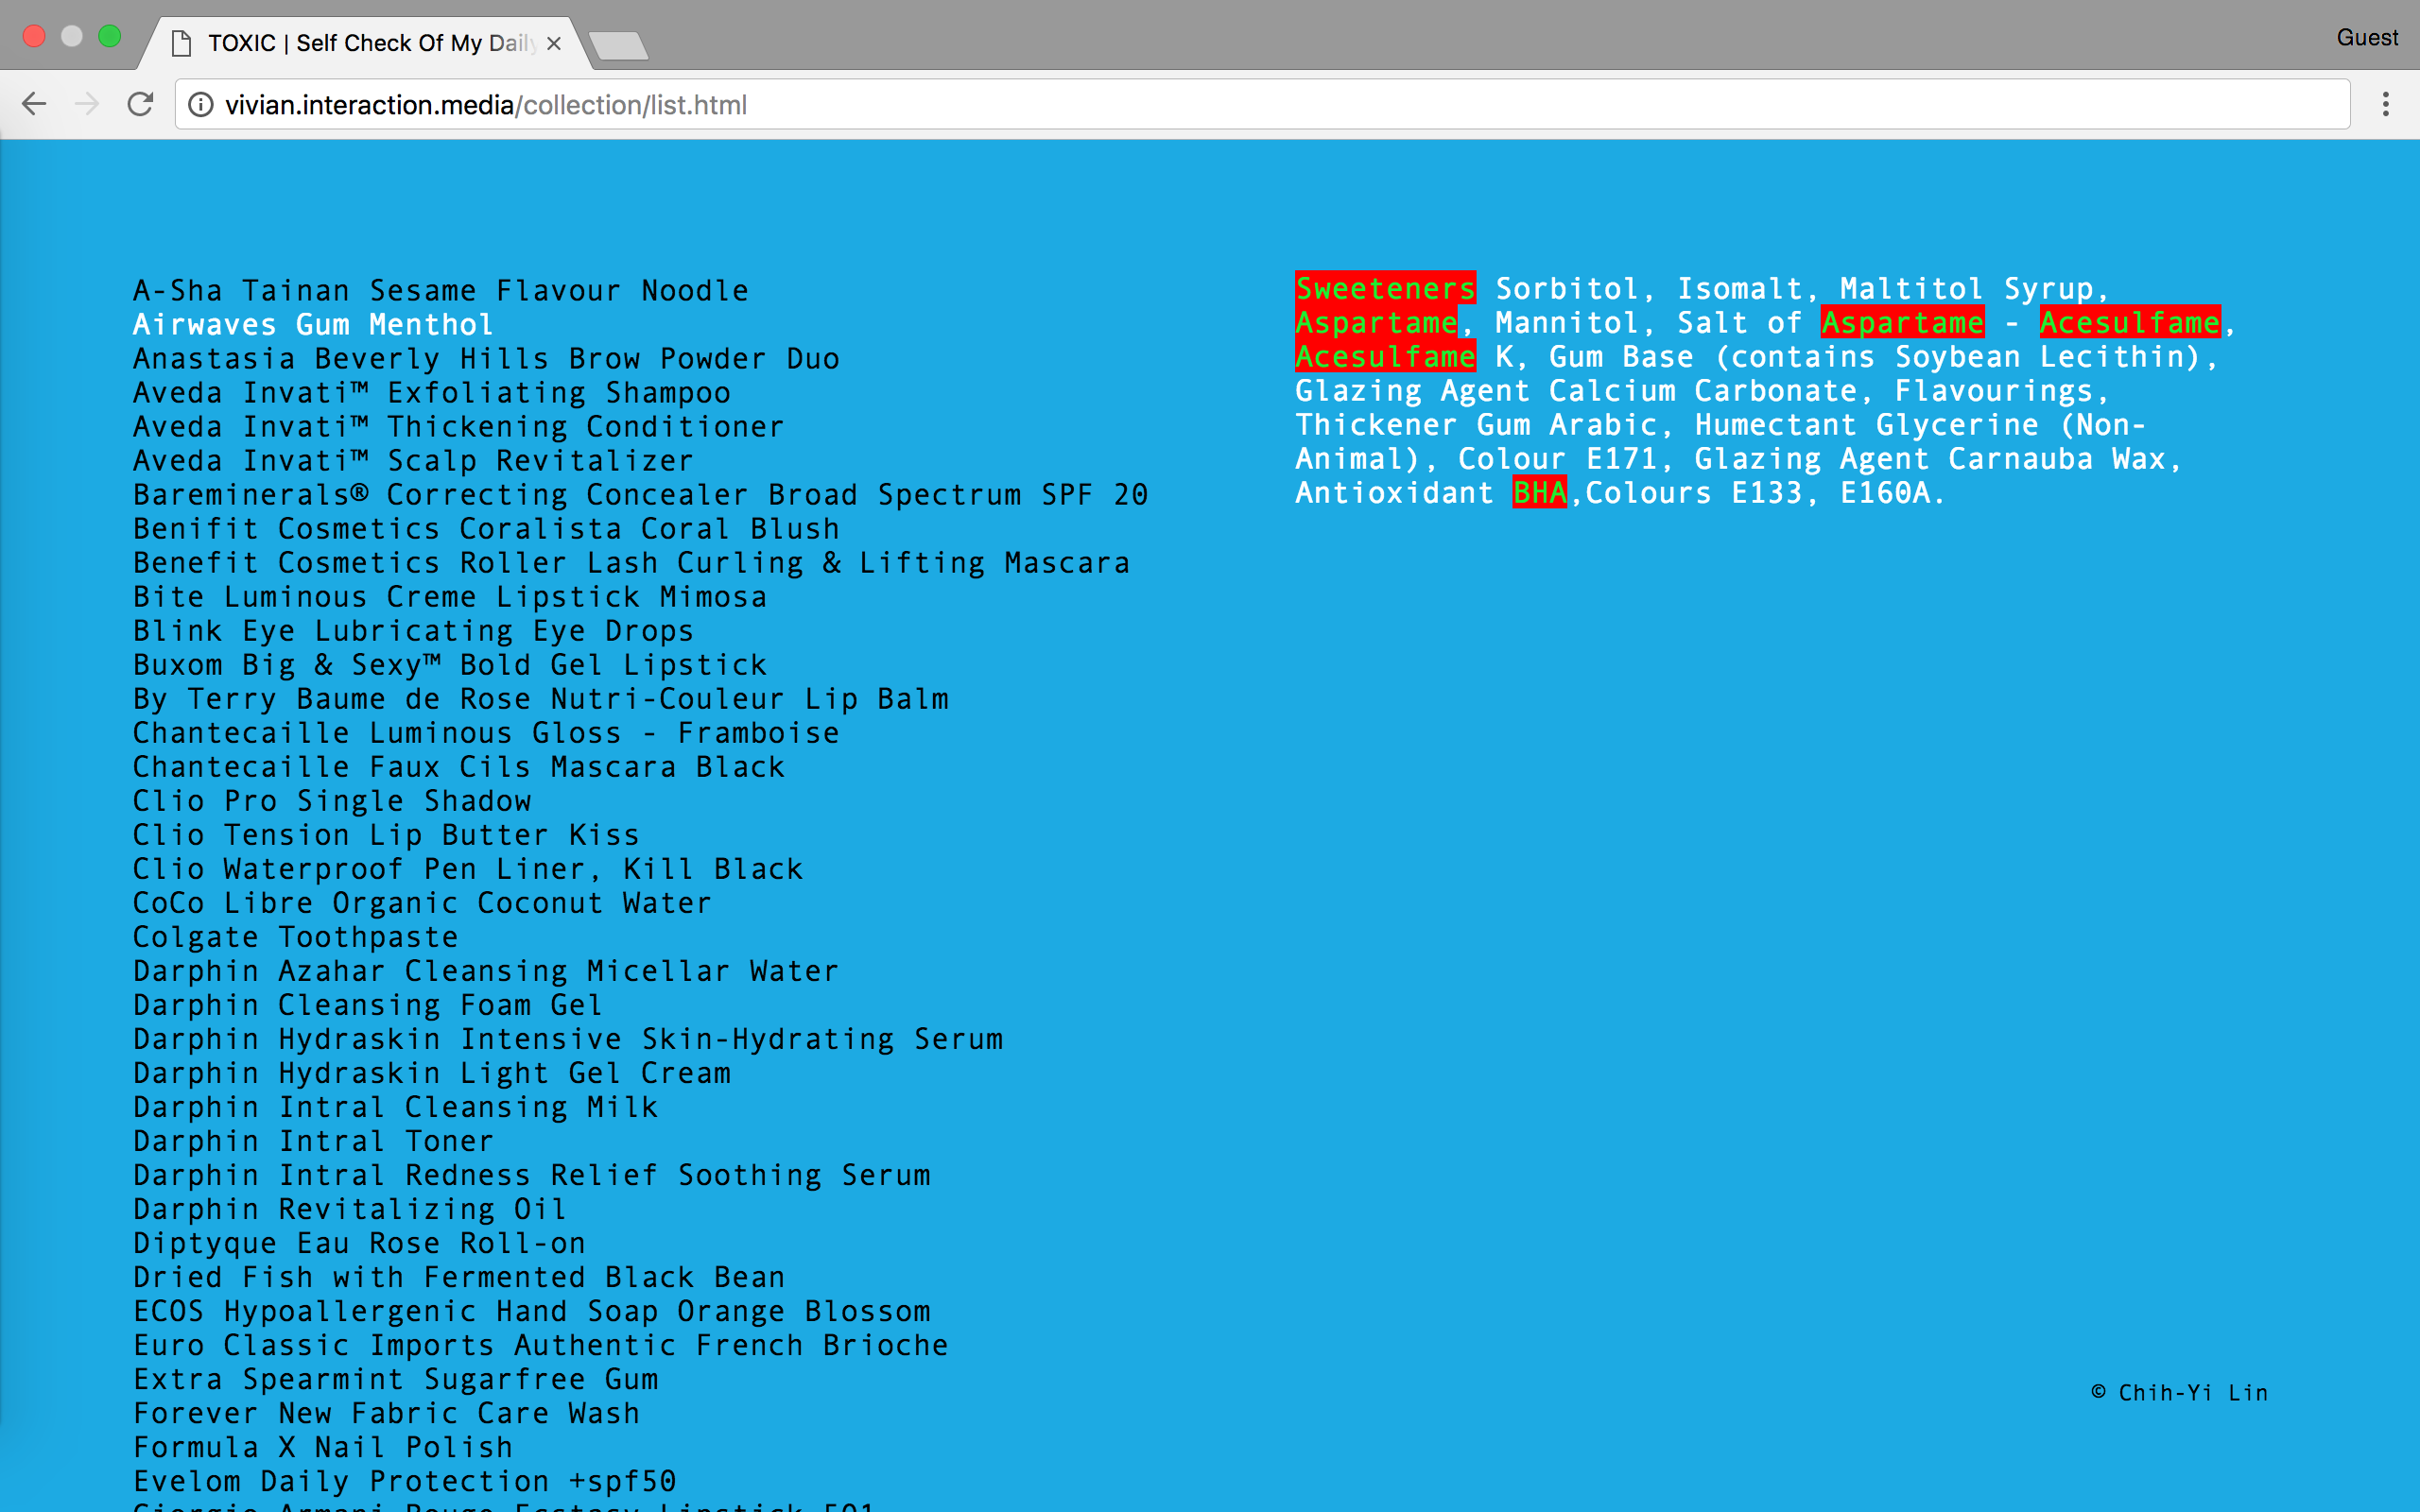 TOXIC | Self Check Of My Daily
Guest
vivian.interaction.media/collection/list.html
A-Sha Tainan Sesame Flavour Noodle
Airwaves Gum Menthol
Anastasia Beverly Hills Brow Powder Duo
Aveda Invati™ Exfoliating Shampoo
Aveda Invati™ Thickening Conditioner
Aveda Invati™ Scalp Revitalizer
Bareminerals® Correcting Concealer Broad Spectrum SPF 20
Benifit Cosmetics Coralista Coral Blush
Benefit Cosmetics Roller Lash Curling & Lifting Mascara
Bite Luminous Creme Lipstick Mimosa
Blink Eye Lubricating Eye Drops
Buxom Big & Sexy™ Bold Gel Lipstick
By Terry Baume de Rose Nutri-Couleur Lip Balm
Chantecaille Luminous Gloss - Framboise
Chantecaille Faux Cils Mascara Black
Clio Pro Single Shadow
Clio Tension Lip Butter Kiss
Clio Waterproof Pen Liner, Kill Black
CoCo Libre Organic Coconut Water
Colgate Toothpaste
Darphin Azahar Cleansing Micellar Water
Darphin Cleansing Foam Gel
Darphin Hydraskin Intensive Skin-Hydrating Serum
Darphin Hydraskin Light Gel Cream
Darphin Intral Cleansing Milk
Darphin Intral Toner
Darphin Intral Redness Relief Soothing Serum
Darphin Revitalizing Oil
Diptyque Eau Rose Roll-on
Dried Fish with Fermented Black Bean
ECOS Hypoallergenic Hand Soap Orange Blossom
Euro Classic Imports Authentic French Brioche
Extra Spearmint Sugarfree Gum
Forever New Fabric Care Wash
Formula X Nail Polish
Evelom Daily Protection +spf50
Giorgio Armani Rouge Ecstasy Lipstick 501
Sweeteners Sorbitol, Isomalt, Maltitol Syrup,
Aspartame, Mannitol, Salt of Aspartame - Acesulfame,
Acesulfame K, Gum Base (contains Soybean Lecithin),
Glazing Agent Calcium Carbonate, Flavourings,
Thickener Gum Arabic, Humectant Glycerine (Non-
Animal), Colour E171, Glazing Agent Carnauba Wax,
Antioxidant BHA,Colours E133, E160A.
© Chih-Yi Lin